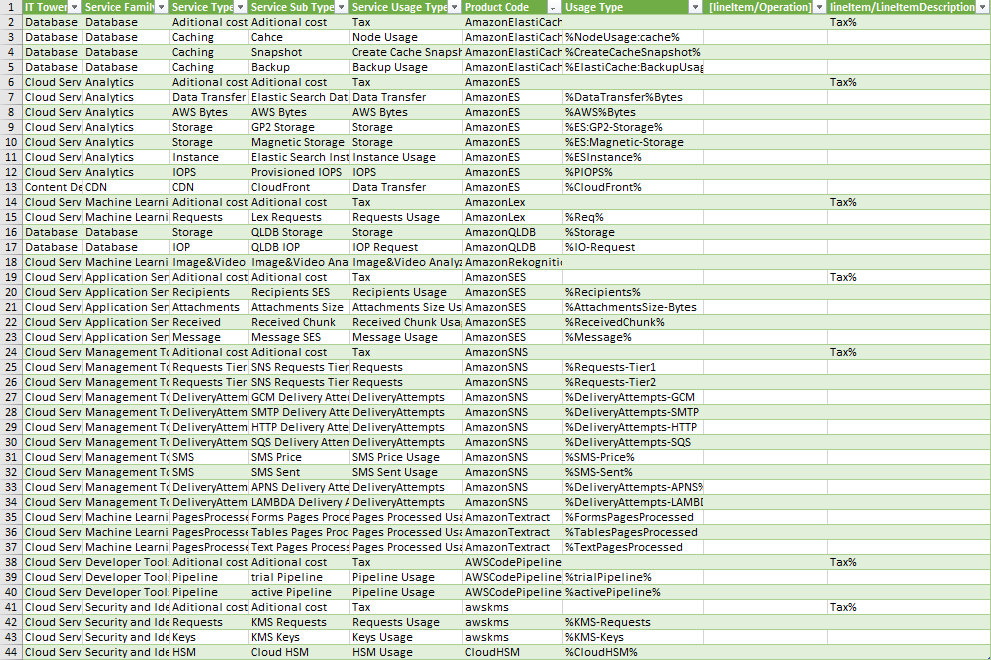 1 IT Tower Service Family Service Type Service Sub Type Service Usage Type Product Code Usage Type [lineItem/Operation] lineItem/LineItemDescription
2 Database Database Aditional cost Aditional cost Tax AmazonElastiCach Tax%
3 Database Database Caching Cahce Node Usage AmazonElastiCach %NodeUsage:cache%
4 Database Database Caching Snapshot Create Cache Snapsh AmazonElastiCach %CreateCacheSnapshot%
5 Database Database Caching Backup Backup Usage AmazonElastiCach %ElastiCache:BackupUsag
6 Cloud Serv Analytics Aditional cost Aditional cost Tax AmazonES Tax%
7 Cloud Serv Analytics Data Transfer Elastic Search Dat Data Transfer AmazonES %DataTransfer%Bytes
8 Cloud Serv Analytics AWS Bytes AWS Bytes AWS Bytes AmazonES %AWS%Bytes
9 Cloud Serv Analytics Storage GP2 Storage Storage AmazonES %ES:GP2-Storage%
10 Cloud Serv Analytics Storage Magnetic Storage Storage AmazonES %ES:Magnetic-Storage
11 Cloud Serv Analytics Instance Elastic Search Inst Instance Usage AmazonES %ESInstance%
12 Cloud Serv Analytics IOPS Provisioned IOPS IOPS AmazonES %PIOPS%
13 Content De CDN CDN CloudFront Data Transfer AmazonES %CloudFront%
14 Cloud Serv Machine Learni Aditional cost Aditional cost Tax AmazonLex Tax%
15 Cloud Serv Machine Learni Requests Lex Requests Requests Usage AmazonLex %Req%
16 Database Database Storage QLDB Storage Storage AmazonQLDB %Storage
17 Database Database IOP QLDB IOP IOP Request AmazonQLDB %IO-Request
18 Cloud Serv Machine Learni Image&Video Image&Video Ana Image&Video Analyz AmazonRekognitio
19 Cloud Serv Application Ser Aditional cost Aditional cost Tax AmazonSES Tax%
20 Cloud Serv Application Ser Recipients Recipients SES Recipients Usage AmazonSES %Recipients%
21 Cloud Serv Application Ser Attachments Attachments Size Attachments Size Us AmazonSES %AttachmentsSize-Bytes
22 Cloud Serv Application Ser Received Received Chunk Received Chunk Usa AmazonSES %ReceivedChunk%
23 Cloud Serv Application Ser Message Message SES Message Usage AmazonSES %Message%
24 Cloud Serv Management To Aditional cost Aditional cost Tax AmazonSNS Tax%
25 Cloud Serv Management To Requests Tier SNS Requests Tier Requests AmazonSNS %Requests-Tier1
26 Cloud Serv Management To Requests Tier SNS Requests Tier Requests AmazonSNS %Requests-Tier2
27 Cloud Serv Management To DeliveryAttem GCM Delivery Atter DeliveryAttempts AmazonSNS %DeliveryAttempts-GCM
28 Cloud Serv Management To DeliveryAttem SMTP Delivery Atte DeliveryAttempts AmazonSNS %DeliveryAttempts-SMTP
29 Cloud Serv Management To DeliveryAttem HTTP Delivery Atte DeliveryAttempts AmazonSNS %DeliveryAttempts-HTTP
30 Cloud Serv Management To DeliveryAttem SQS Delivery Atten DeliveryAttempts AmazonSNS %DeliveryAttempts-SQS
31 Cloud Serv Management To SMS SMS Price SMS Price Usage AmazonSNS %SMS-Price%
32 Cloud Serv Management To SMS SMS Sent SMS Sent Usage AmazonSNS %SMS-Sent%
33 Cloud Serv Management To DeliveryAttem APNS Delivery Atte DeliveryAttempts AmazonSNS %DeliveryAttempts-APNS%
34 Cloud Serv Management To DeliveryAttem LAMBDA Delivery A DeliveryAttempts AmazonSNS %DeliveryAttempts-LAMBD
35 Cloud Serv Machine Learni PagesProcesse Forms Pages Proce Pages Processed Usa AmazonTextract %FormsPagesProcessed
36 Cloud Serv Machine Learni PagesProcesse Tables Pages Proc Pages Processed Usa AmazonTextract %TablesPagesProcessed
37 Cloud Serv Machine Learni PagesProcesse Text Pages Process Pages Processed Usa AmazonTextract %TextPagesProcessed
38 Cloud Serv Developer Tool Aditional cost Aditional cost Tax AWSCodePipeline Tax%
39 Cloud Serv Developer Tool Pipeline trial Pipeline Pipeline Usage AWSCodePipeline %trialPipeline%
40 Cloud Serv Developer Tool Pipeline active Pipeline Pipeline Usage AWSCodePipeline %activePipeline%
41 Cloud Serv Security and Ide Aditional cost Aditional cost Tax awskms Tax%
42 Cloud Serv Security and Ide Requests KMS Requests Requests Usage awskms %KMS-Requests
43 Cloud Serv Security and Ide Keys KMS Keys Keys Usage awskms %KMS-Keys
44 Cloud Serv Security and Ide HSM Cloud HSM HSM Usage CloudHSM %CloudHSM%